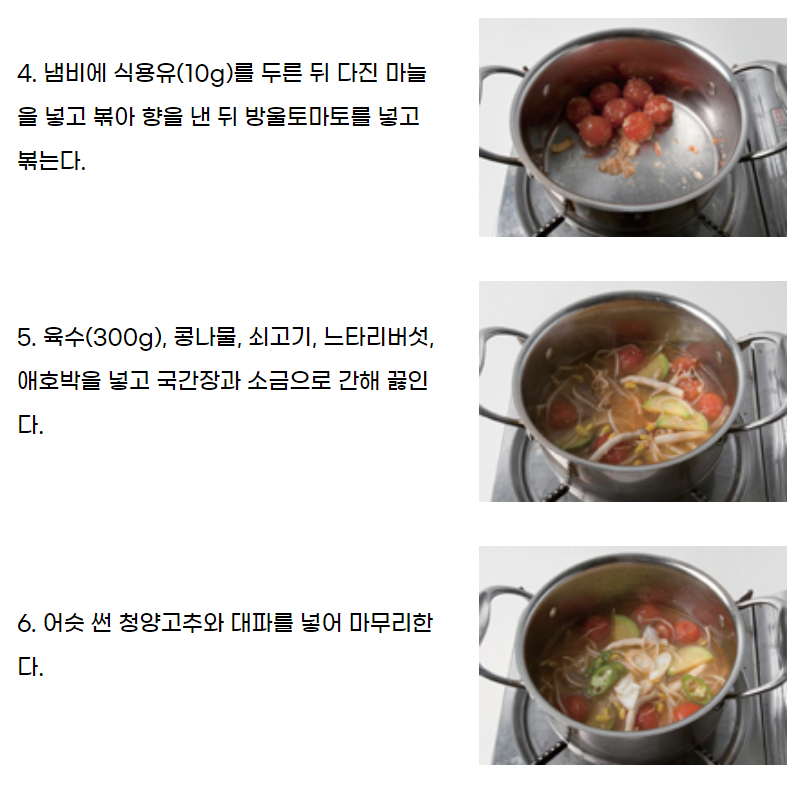 4. 냄비에 식용유(10g)를 두른 뒤 다진 마늘
을 넣고 볶아 향을 낸 뒤 방울토마토를 넣고
볶는다.
5. 육수(300g), 콩나물, 쇠고기, 느타리버섯,
애호박을 넣고 국간장과 소금으로 간해 끓인
다.
6. 어슷 썬 청양고추와 대파를 넣어 마무리한
다.